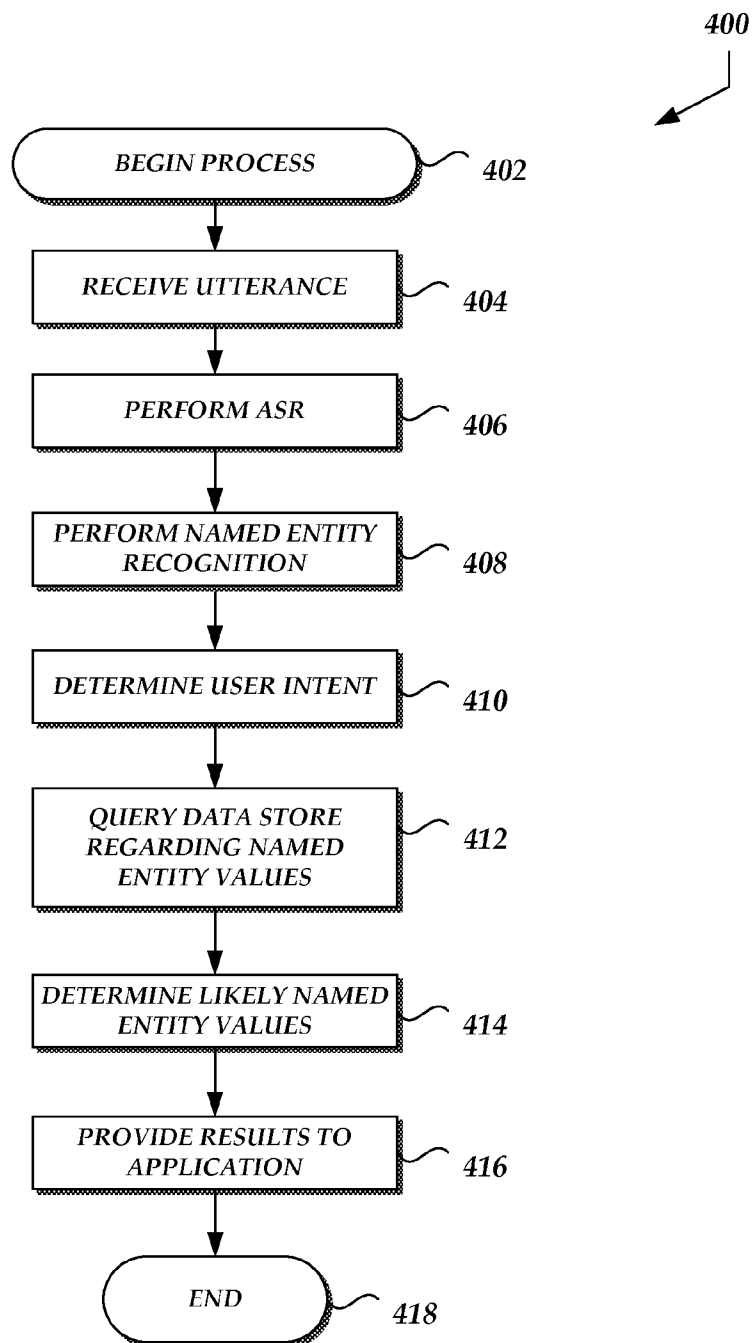 400
BEGIN PROCESS
402
RECEIVE UTTERANCE
404
PERFORM ASR
406
PERFORM NAMED ENTITY
RECOGNITION
408
DETERMINE USER INTENT
410
QUERY DATA STORE
REGARDING NAMED
ENTITY VALUES
412
DETERMINE LIKELY NAMED
ENTITY VALUES
414
PROVIDE RESULTS TO
APPLICATION
416
END
418